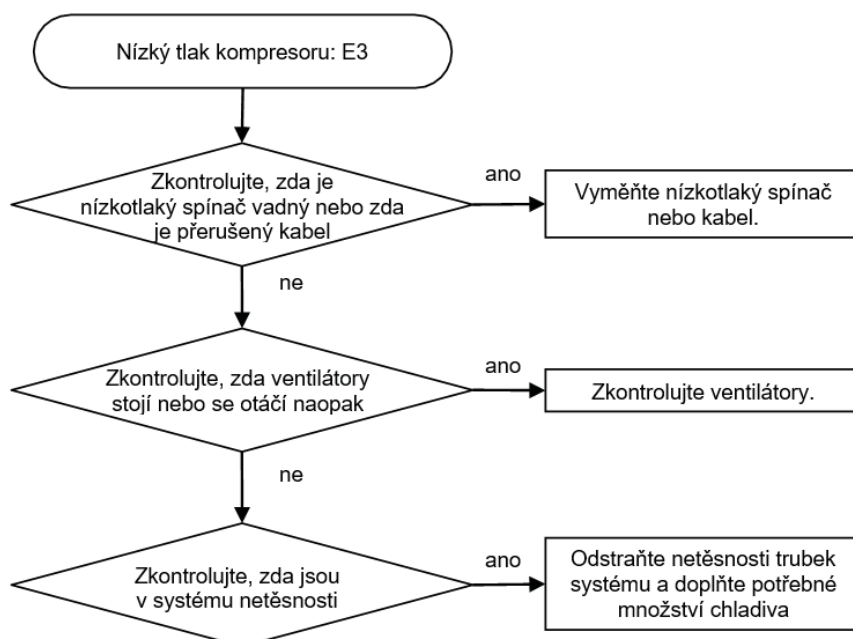 Nízký tlak kompresoru: E3
Zkontrolujte, zda je
nízkotlaký spínač vadný nebo zda
je přerušený kabel
ano
Vyměňte nízkotlaký spínač
nebo kabel.
ne
Zkontrolujte, zda ventilátory
stojí nebo se otáčí naopak
ano
Zkontrolujte ventilátory.
ne
Zkontrolujte, zda jsou
v systému netěsnosti
ano
Odstraňte netěsnosti trubek
systému a doplňte potřebné
množství chladiva